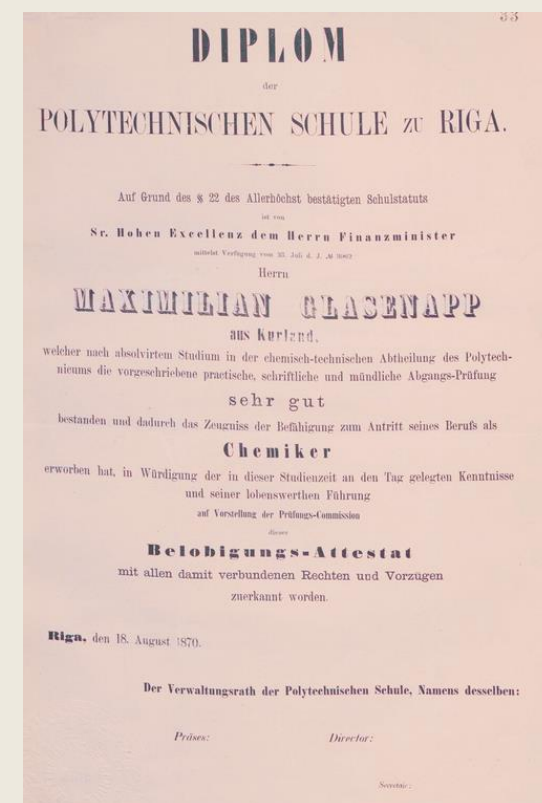 33
DIPLOM
der
POLYTECHNISCHEN SCHULE ZU RIGA.
Auf Grund des § 22 des Allerhöchst bestätigten Schulstatuts
ist von
Sr. Hohen Excellenz dem Herrn Finanzminister
mittelst Verfügung vom 25. Juli d. J. №
Herrn
MAXIMILIAN GLASENAPP
aus Kurland,
welcher nach absolvirtem Studium in der chemisch-technischen Abtheilung des Polytech-
nicums die vorgeschriebene practische, schriftliche und mündliche Abgangs-Prüfung
sehr gut
bestanden und dadurch das Zeugniss der Befähigung zum Antritt seines Berufs als
Chemiker
erworben hat, in Würdigung der in dieser Studienzeit an den Tag gelegten Kenntnisse
und seiner lobenswerthen Führung
auf Vorstellung der Prüfungs-Commission
dieses
Belobigungs-Attestat
mit allen damit verbundenen Rechten und Vorzügen
zuerkannt worden.
Riga, den 18. August 1870.
Der Verwaltungsrath der Polytechnischen Schule, Namens desselben:
Präses: Director:
Secretair: